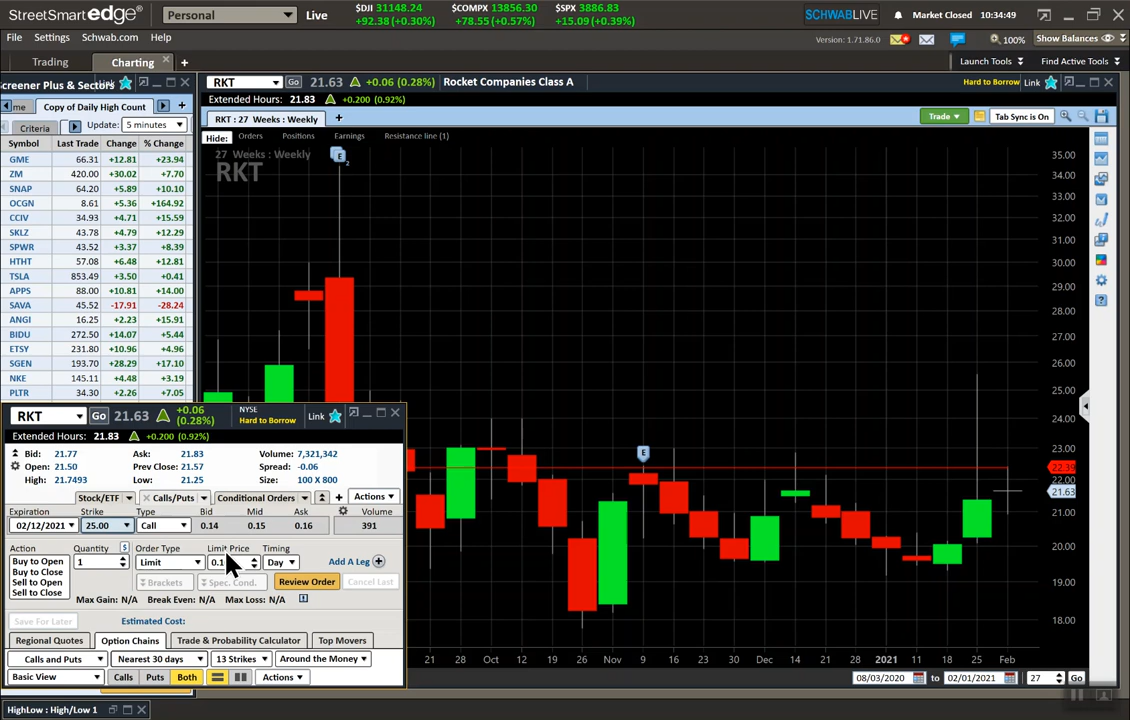 StreetSmart edge® Personal Live $DJI 31148.24 $COMPX 13856.30 $SPX 3886.83 SCHWABLIVE Market Closed 10:34:49
+92.38 (+0.30%) +78.55 (+0.57%) +15.09 (+0.39%)
File Settings Schwab.com Help Version: 1.71.86.0 100% Show Balances
Trading Charting + Launch Tools Find Active Tools
creener Plus & Sectors Link
me Copy of Daily High Count +
Criteria Update: 5 minutes
Symbol Last Trade Change % Change
GME 66.31 +12.81 +23.94
ZM 420.00 +30.02 +7.70
SNAP 64.20 +5.89 +10.10
OCGN 8.61 +5.36 +164.92
CCIV 34.93 +4.71 +15.59
SKLZ 43.78 +4.79 +12.29
SPWR 43.52 +3.37 +8.39
HTHT 57.08 +6.48 +12.81
TSLA 853.49 +3.50 +0.41
APPS 88.00 +10.81 +14.00
SAVA 45.52 -17.91 -28.24
ANGI 16.25 +2.23 +15.91
BIDU 272.50 +14.07 +5.44
ETSY 231.80 +10.96 +4.96
SGEN 193.70 +28.29 +17.10
NKE 145.11 +4.48 +3.19
PLTR 34.30 +2.26 +7.05
RKT Go 21.63 +0.06 (0.28%) Rocket Companies Class A Hard to Borrow Link
Extended Hours: 21.83 +0.200 (0.92%)
RKT : 27 Weeks : Weekly + Trade Tab Sync is On
Hide: Orders Positions Earnings Resistance line (1)
27 Weeks : Weekly
RKT
E 2
E
35.00
34.00
33.00
32.00
31.00
30.00
29.00
28.00
27.00
26.00
25.00
24.00
23.00
22.39
21.63
21.00
20.00
19.00
18.00
21 28 Oct 12 19 26 Nov 9 16 23 30 Dec 14 21 28 2021 11 19 25 Feb
08/03/2020 to 02/01/2021 27 Go
RKT Go 21.63 +0.06 (0.28%) NYSE Hard to Borrow Link
Extended Hours: 21.83 +0.200 (0.92%)
Bid: 21.77 Ask: 21.83 Volume: 7,321,342
Open: 21.50 Prev Close: 21.57 Spread: -0.06
High: 21.7493 Low: 21.25 Size: 100 X 800
Stock/ETF Calls/Puts Conditional Orders + Actions
Expiration Strike Type Bid Mid Ask Volume
02/12/2021 25.00 Call 0.14 0.15 0.16 391
Action Quantity $ Order Type Limit Price Timing
Buy to Open 1 Limit 0.1 Day Add A Leg
Buy to Close
Sell to Open Brackets Spec. Cond. Review Order Cancel Last
Sell to Close
Max Gain: N/A Break Even: N/A Max Loss: N/A
Save For Later Estimated Cost:
Regional Quotes Option Chains Trade & Probability Calculator Top Movers
Calls and Puts Nearest 30 days 13 Strikes Around the Money
Basic View Calls Puts Both Actions
HighLow : High/Low 1